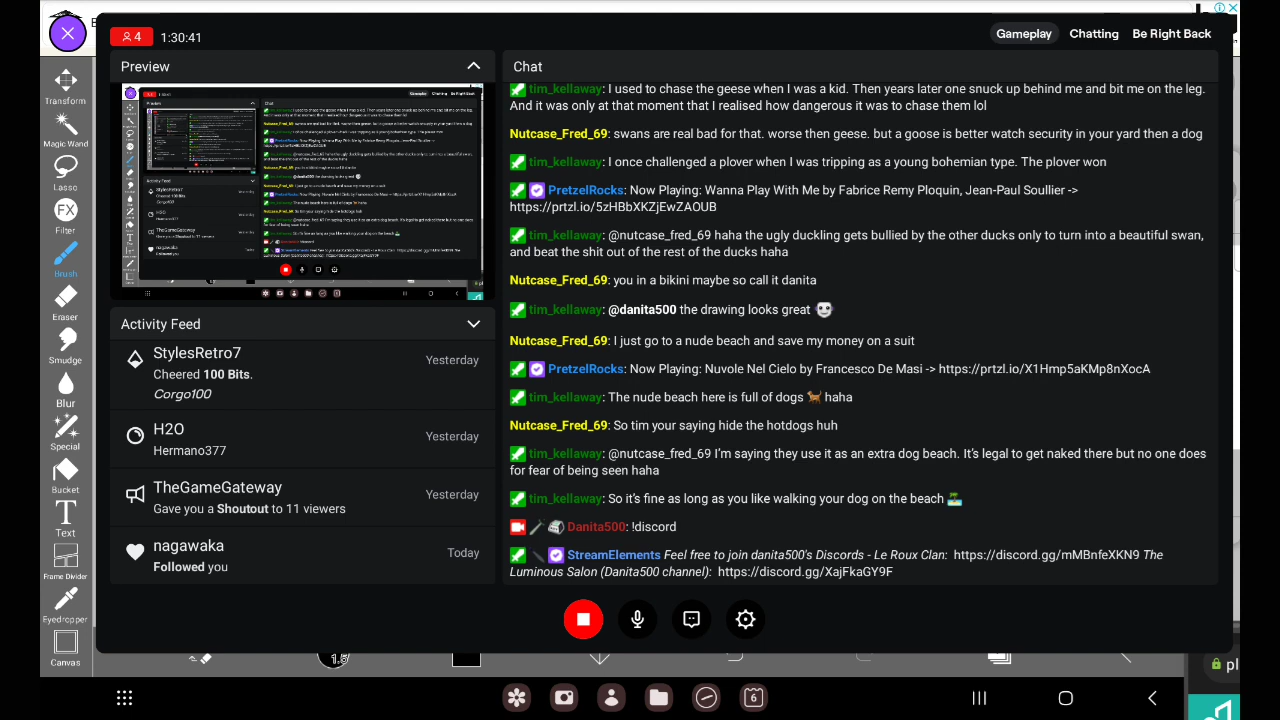 4
1:30:41
Gameplay
Chatting
Be Right Back
Transform
Magic Wand
Lasso
FX
Filter
Brush
Eraser
Smudge
Blur
Special
Bucket
Text
Frame Divider
Eyedropper
Canvas
Preview
Activity Feed
StylesRetro7
Cheered 100 Bits.
Corgo100
Yesterday
H2O
Hermano377
Yesterday
TheGameGateway
Gave you a Shoutout to 11 viewers
Yesterday
nagawaka
Followed you
Today
Chat
tim_kellaway: I used to chase the geese when I was a kid. Then years later one snuck up behind me and bit me on the leg.
And it was only at that moment that I realised how dangerous it was to chase them lol
Nutcase_Fred_69: swans are real bad for that. worse then geese. but geese is better watch security in your yard then a dog
tim_kellaway: I once challenged a plover when I was tripping as a young bohemian type. The plover won
PretzelRocks: Now Playing: Wanna Play With Me by Fabrice Remy Ploquin, Jean-Paul Soullier ->
https://prtzl.io/5zHBbXKZjEwZAOUB
tim_kellaway: @nutcase_fred_69 haha the ugly duckling gets bullied by the other ducks only to turn into a beautiful swan,
and beat the shit out of the rest of the ducks haha
Nutcase_Fred_69: you in a bikini maybe so call it danita
tim_kellaway: @danita500 the drawing looks great
Nutcase_Fred_69: I just go to a nude beach and save my money on a suit
PretzelRocks: Now Playing: Nuvole Nel Cielo by Francesco De Masi -> https://prtzl.io/X1Hmp5aKMp8nXocA
tim_kellaway: The nude beach here is full of dogs 🐕 haha
Nutcase_Fred_69: So tim your saying hide the hotdogs huh
tim_kellaway: @nutcase_fred_69 I'm saying they use it as an extra dog beach. It's legal to get naked there but no one does
for fear of being seen haha
tim_kellaway: So it's fine as long as you like walking your dog on the beach 🏝️
Danita500: !discord
StreamElements Feel free to join danita500's Discords - Le Roux Clan: https://discord.gg/mMBnfeXKN9 The
Luminous Salon (Danita500 channel): https://discord.gg/XajFkaGY9F
1.8
pl
6